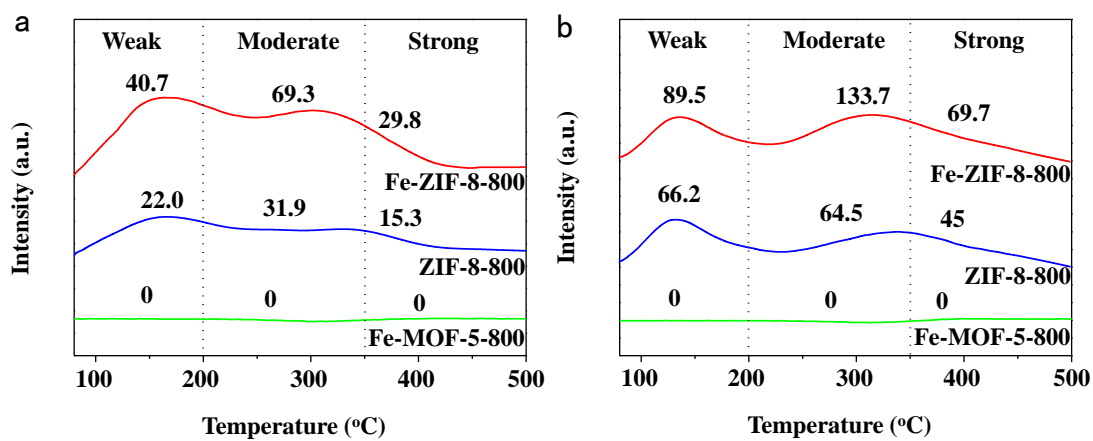 a
Weak Moderate Strong
40.7 69.3 29.8
Fe-ZIF-8-800
22.0 31.9 15.3
ZIF-8-800
0 0 0
Fe-MOF-5-800
100 200 300 400 500
Temperature (°C)
Intensity (a.u.)
b
Weak Moderate Strong
89.5 133.7 69.7
Fe-ZIF-8-800
66.2 64.5 45
ZIF-8-800
0 0 0
Fe-MOF-5-800
100 200 300 400 500
Temperature (°C)
Intensity (a.u.)